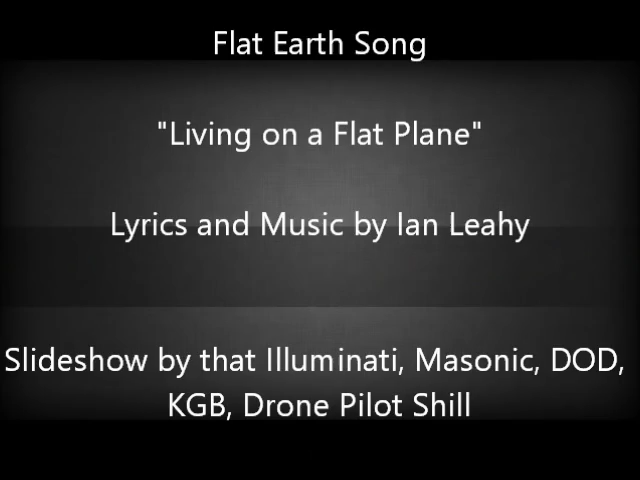 Flat Earth Song
"Living on a Flat Plane"
Lyrics and Music by Ian Leahy
Slideshow by that Illuminati, Masonic, DOD,
KGB, Drone Pilot Shill